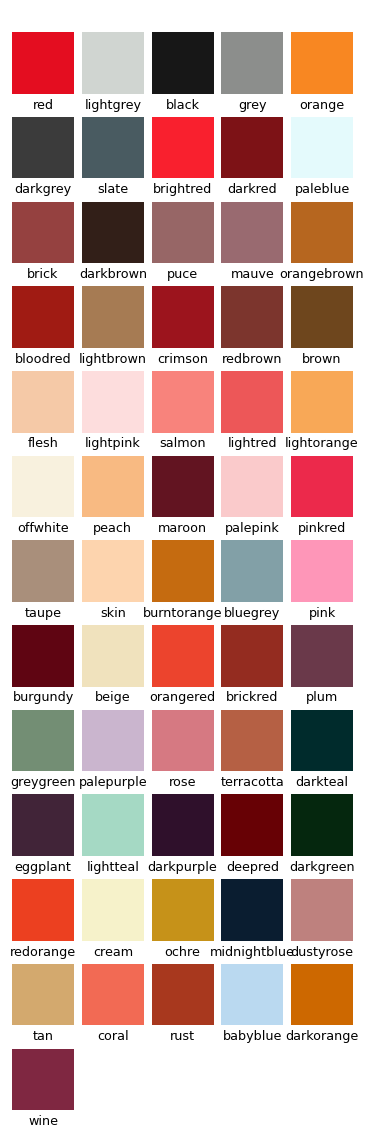 red lightgrey black grey orange
darkgrey slate brightred darkred paleblue
brick darkbrown puce mauve orangebrown
bloodred lightbrown crimson redbrown brown
flesh lightpink salmon lightred lightorange
offwhite peach maroon palepink pinkred
taupe skin burntorange bluegrey pink
burgundy beige orangered brickred plum
greygreen palepurple rose terracotta darkteal
eggplant lightteal darkpurple deepred darkgreen
redorange cream ochre midnightblue dustyrose
tan coral rust babyblue darkorange
wine